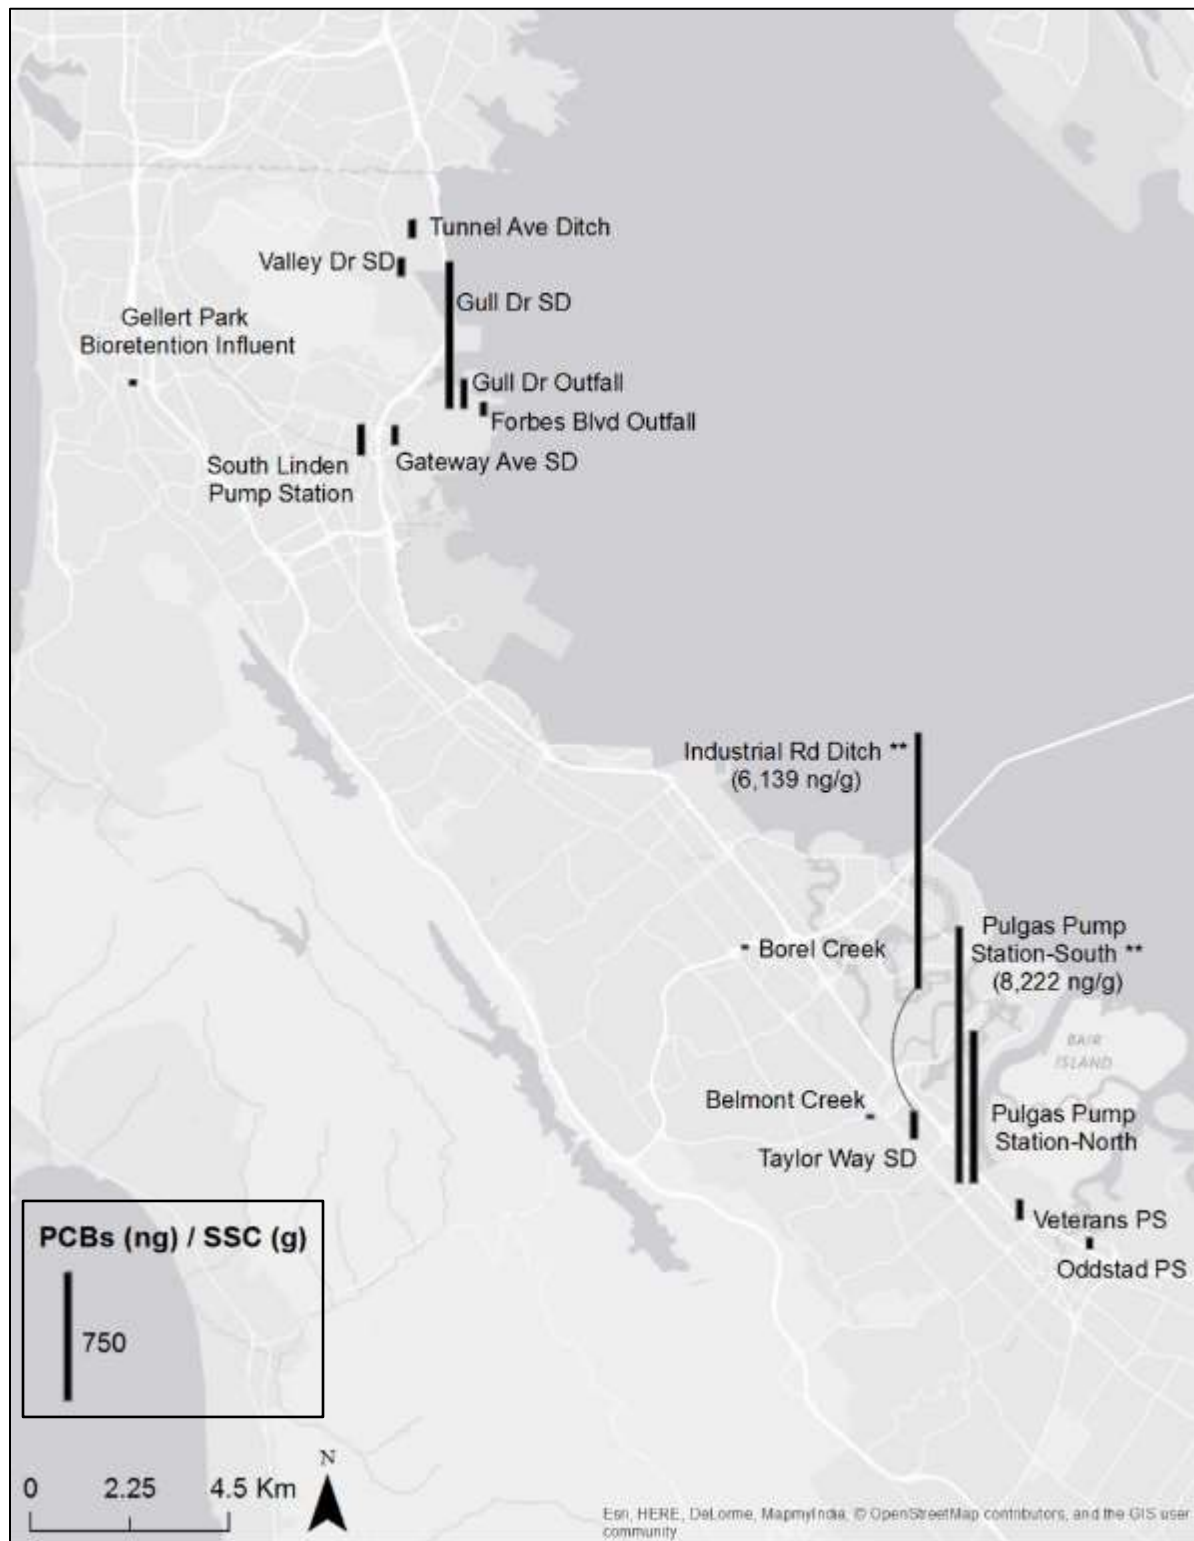 Tunnel Ave Ditch
Valley Dr SD
Gull Dr SD
Gellert Park
Bioretention Influent
Gull Dr Outfall
Forbes Blvd Outfall
South Linden
Pump Station
Gateway Ave SD
Industrial Rd Ditch **
(6,139 ng/g)
Borel Creek
Pulgas Pump
Station-South **
(8,222 ng/g)
BAIR
ISLAND
Belmont Creek
Pulgas Pump
Station-North
Taylor Way SD
Veterans PS
Oddstad PS
PCBs (ng) / SSC (g)
750
N
0 2.25 4.5 Km
Esri, HERE, DeLorme, MapmyIndia, © OpenStreetMap contributors, and the GIS user
community